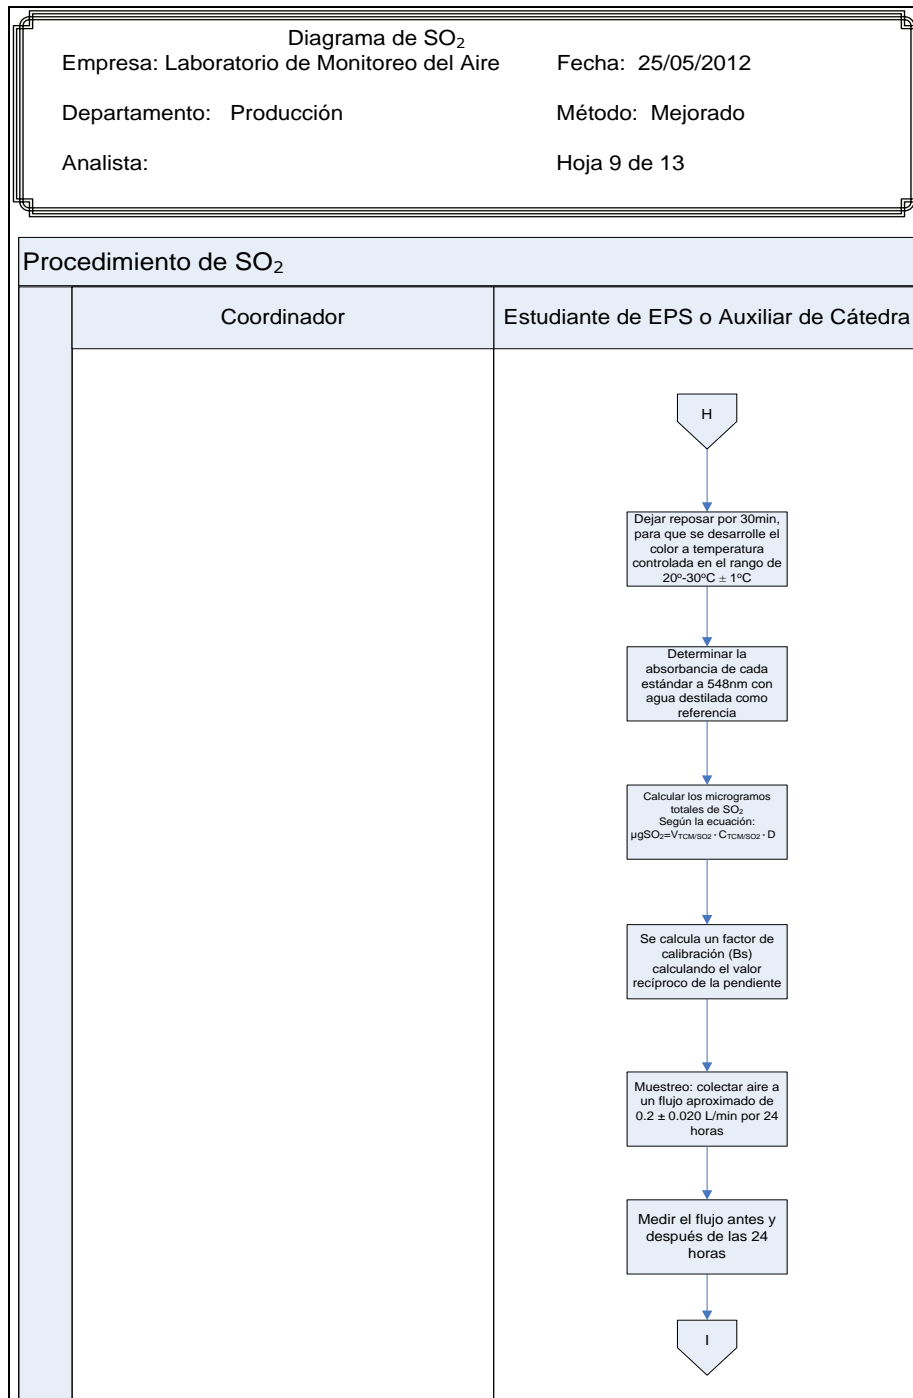 Diagrama de SO₂
Empresa: Laboratorio de Monitoreo del Aire Fecha: 25/05/2012
Departamento: Producción Método: Mejorado
Analista: Hoja 9 de 13
Procedimiento de SO₂
Coordinador Estudiante de EPS o Auxiliar de Cátedra
H
Dejar reposar por 30min,
para que se desarrolle el
color a temperatura
controlada en el rango de
20º-30ºC ± 1ºC
Determinar la
absorbancia de cada
estándar a 548nm con
agua destilada como
referencia
Calcular los microgramos
totales de SO₂
Según la ecuación:
µgSO₂=V_TCM/SO2 · C_TCM/SO2 · D
Se calcula un factor de
calibración (Bs)
calculando el valor
recíproco de la pendiente
Muestreo: colectar aire a
un flujo aproximado de
0.2 ± 0.020 L/min por 24
horas
Medir el flujo antes y
después de las 24
horas
I